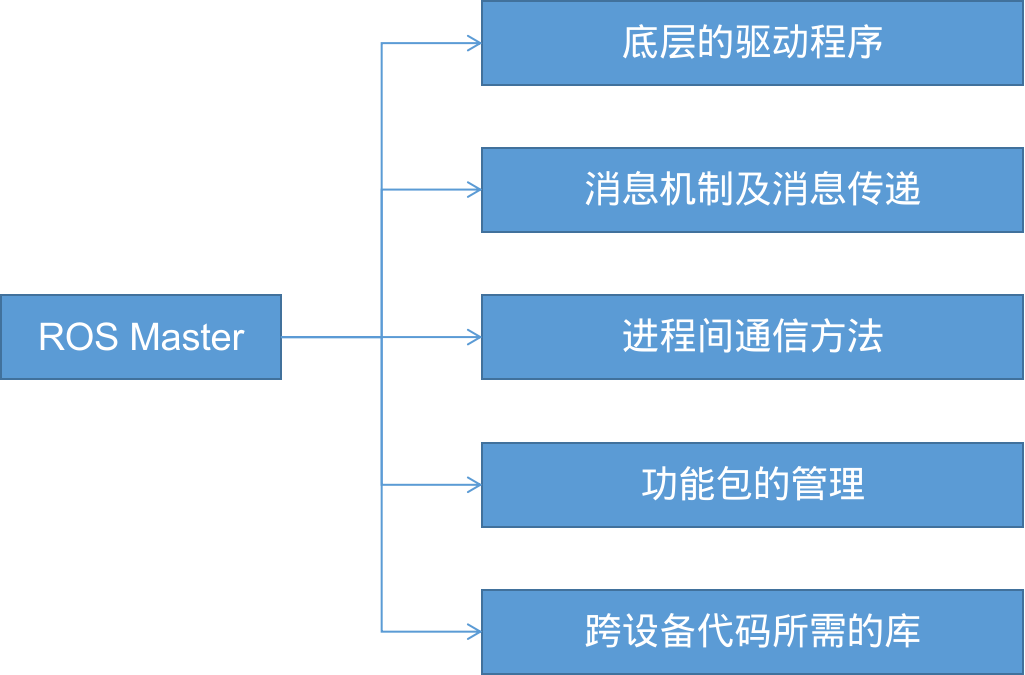 底层的驱动程序
消息机制及消息传递
ROS Master
进程间通信方法
功能包的管理
跨设备代码所需的库